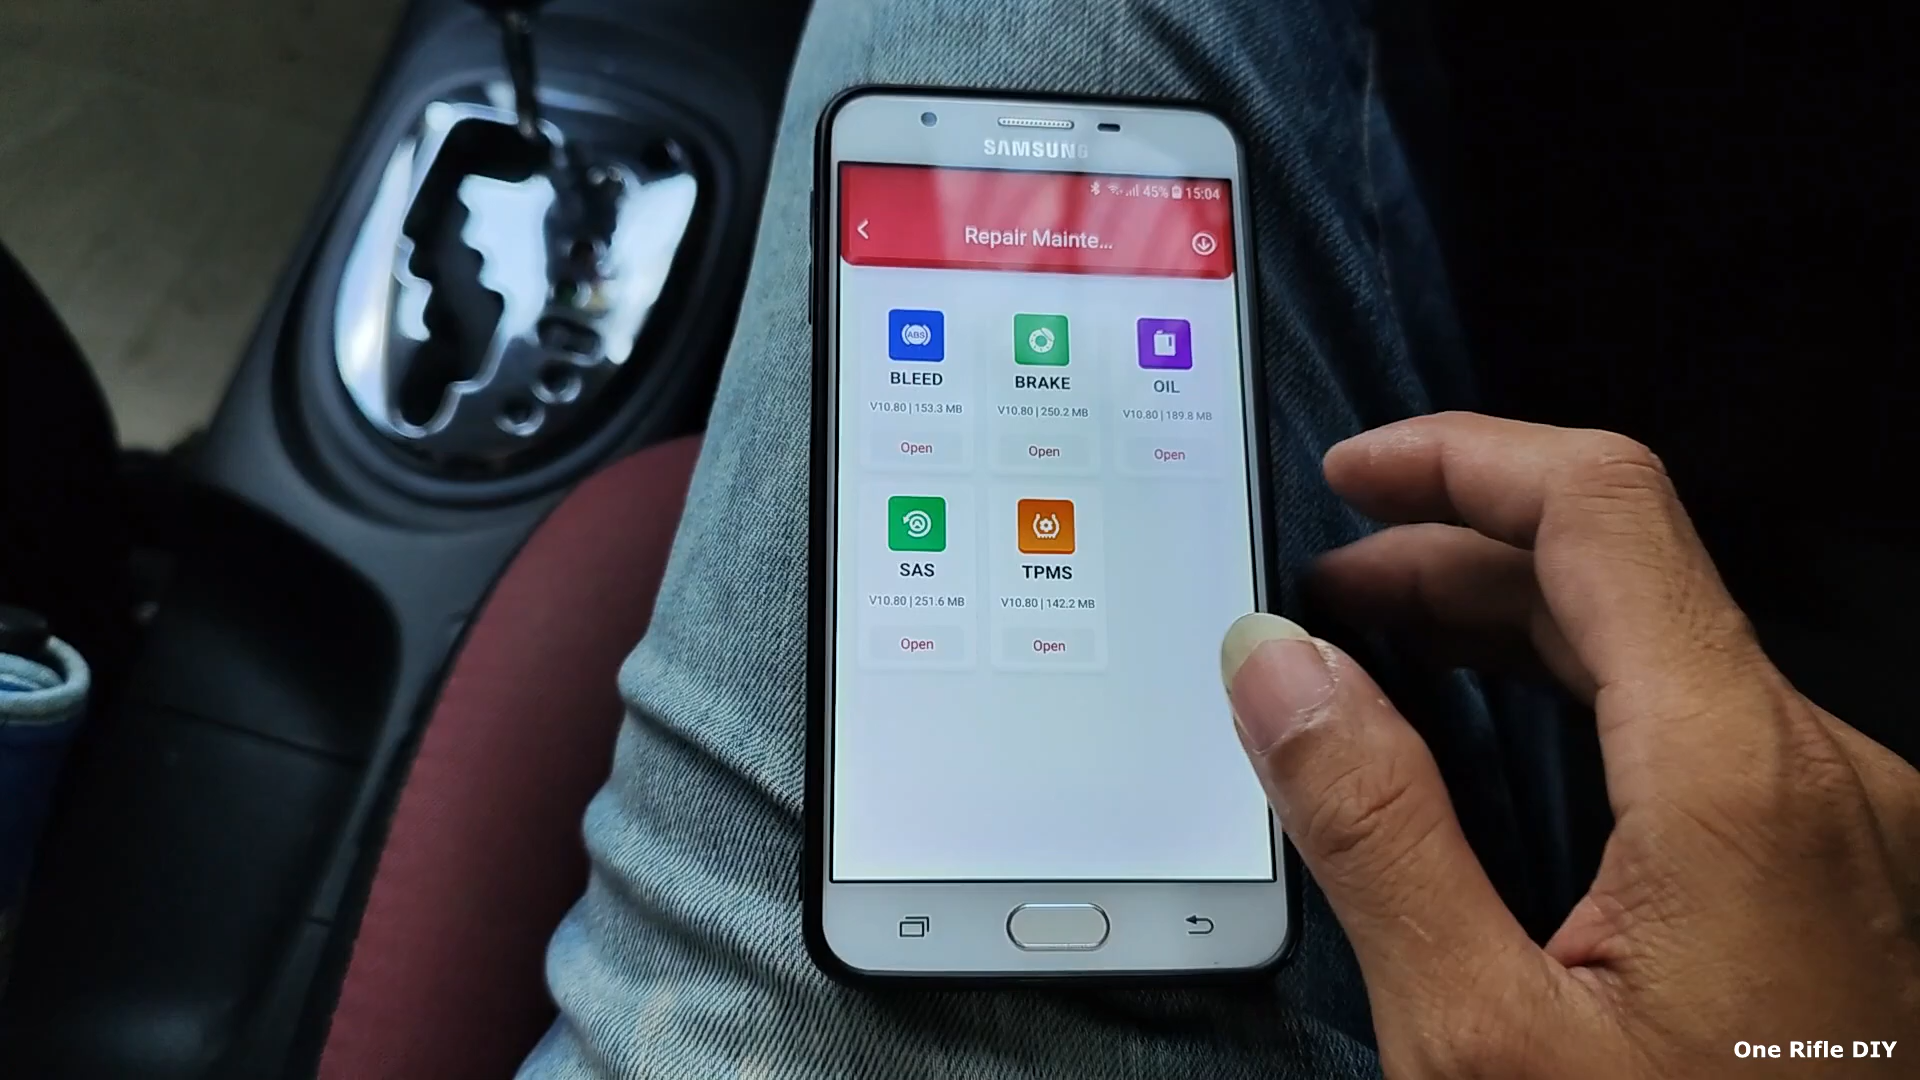 SAMSUNG
45% 15:04
Repair Mainte...
ABS
BLEED
V10.80 | 153.3 MB
Open
BRAKE
V10.80 | 250.2 MB
Open
OIL
V10.80 | 189.8 MB
Open
SAS
V10.80 | 251.6 MB
Open
TPMS
V10.80 | 142.2 MB
Open
One Rifle DIY